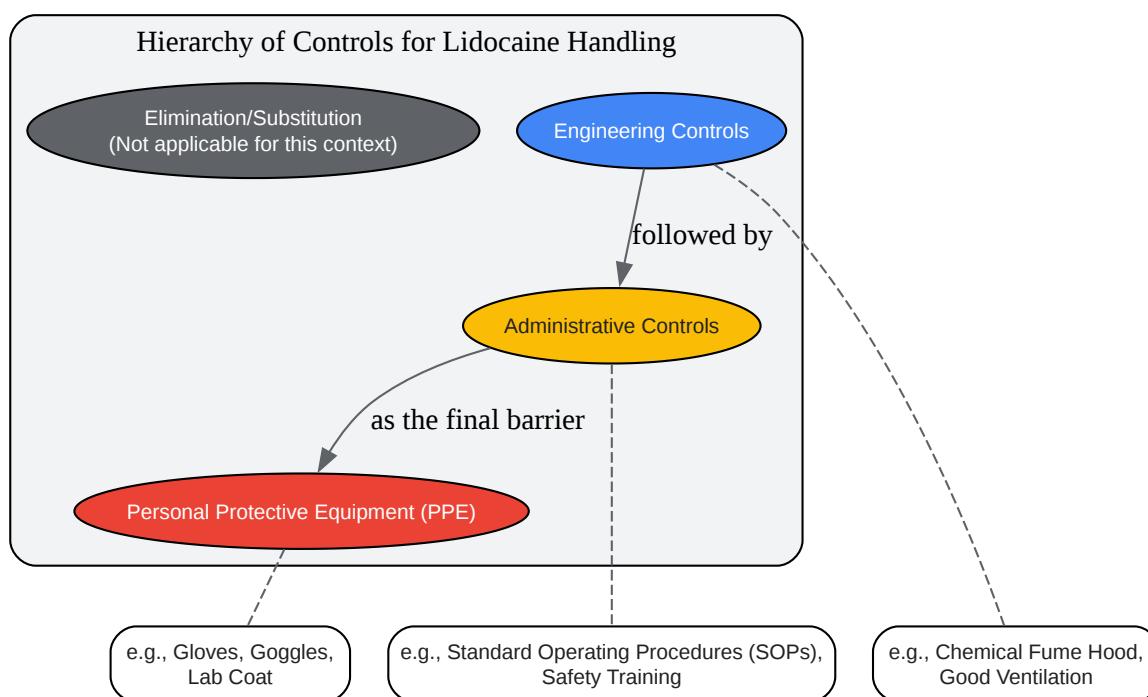 Hierarchy of Controls for Lidocaine Handling
Elimination/Substitution
(Not applicable for this context)
Engineering Controls
followed by
Administrative Controls
as the final barrier
Personal Protective Equipment (PPE)
e.g., Gloves, Goggles,
Lab Coat
e.g., Standard Operating Procedures (SOPs),
Safety Training
e.g., Chemical Fume Hood,
Good Ventilation